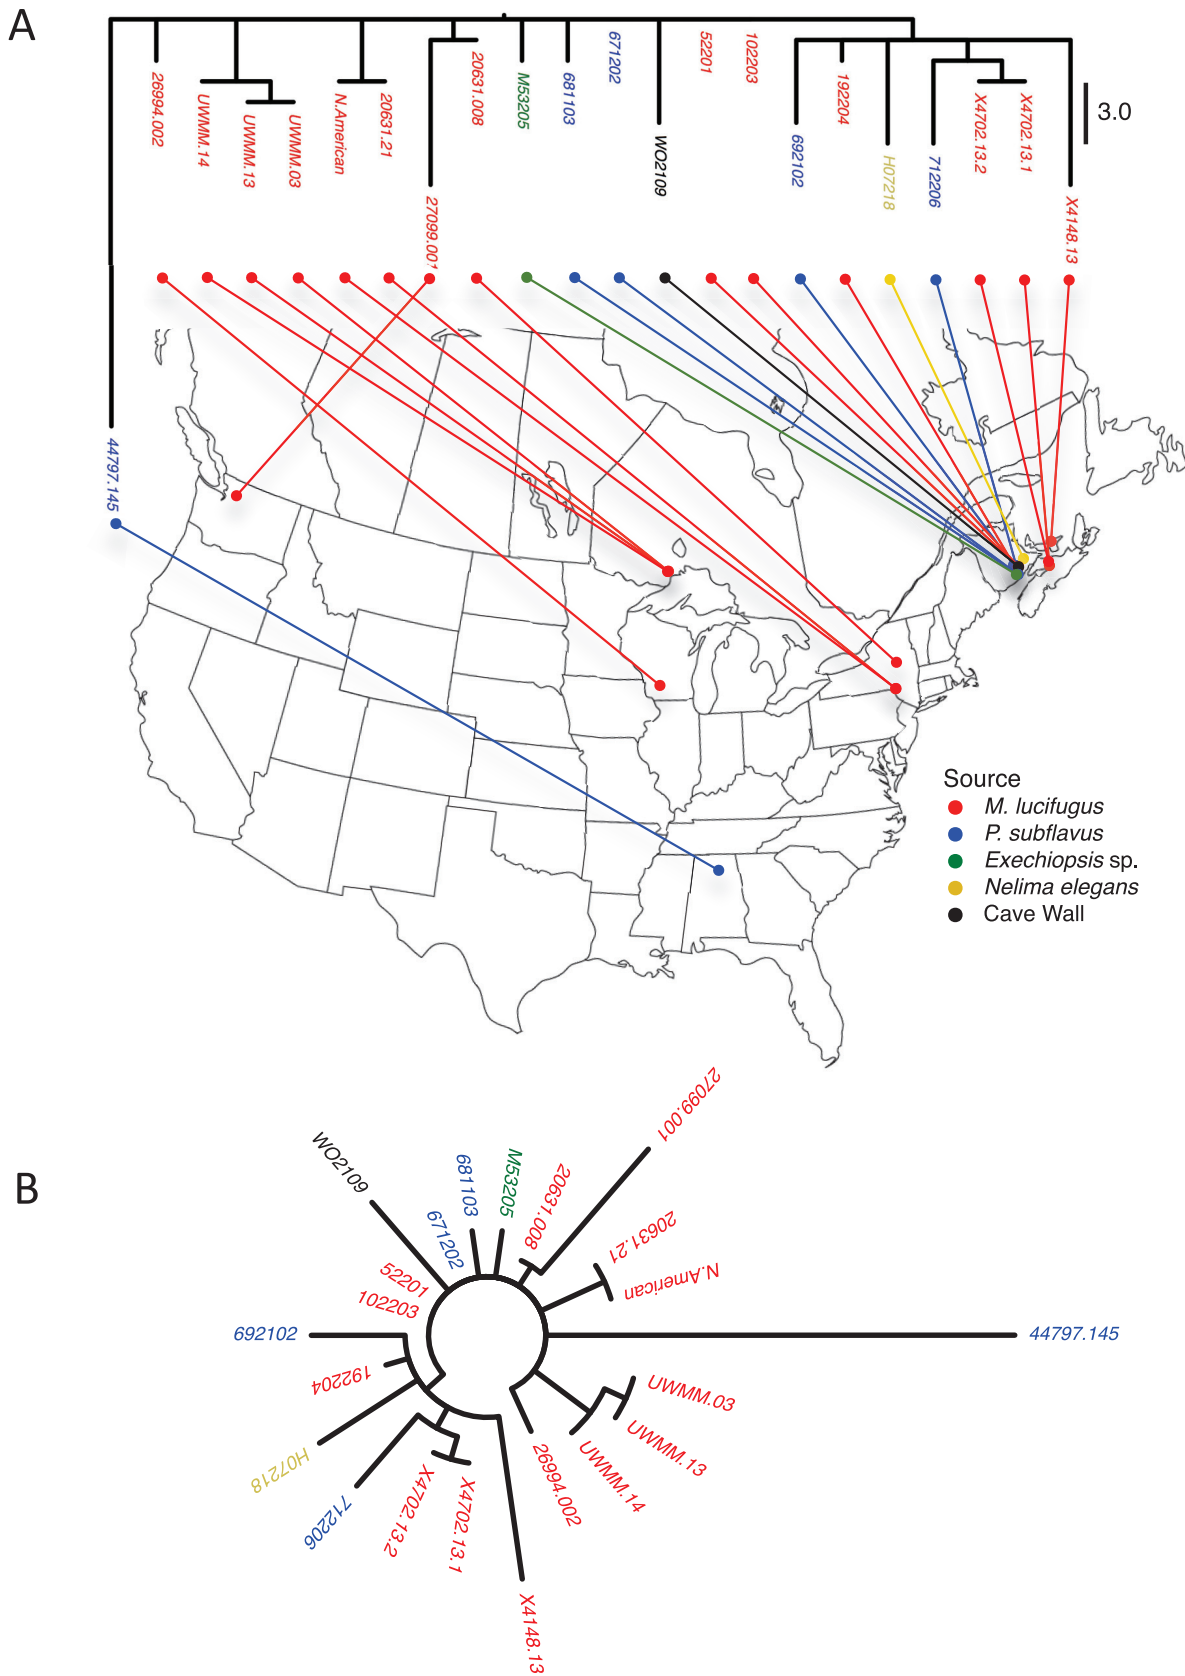 A
26994.002
UWMM.14
UWMM.13
UWMM.03
N.American
20631.21
27099.001
20631.008
M53205
681103
671202
WO2109
52201
102203
692102
192204
H07218
712206
X4702.13.2
X4702.13.1
X4148.13
3.0
44797.145
Source
M. lucifugus
P. subflavus
Exechiopsis sp.
Nelima elegans
Cave Wall
B
WO2109
681103
671202
M53205
20631.008
27099.001
20631.21
N.American
52201
102203
692102
44797.145
192204
H07218
712206
X4702.13.2
X4702.13.1
X4148.13
26994.002
UWMM.14
UWMM.13
UWMM.03